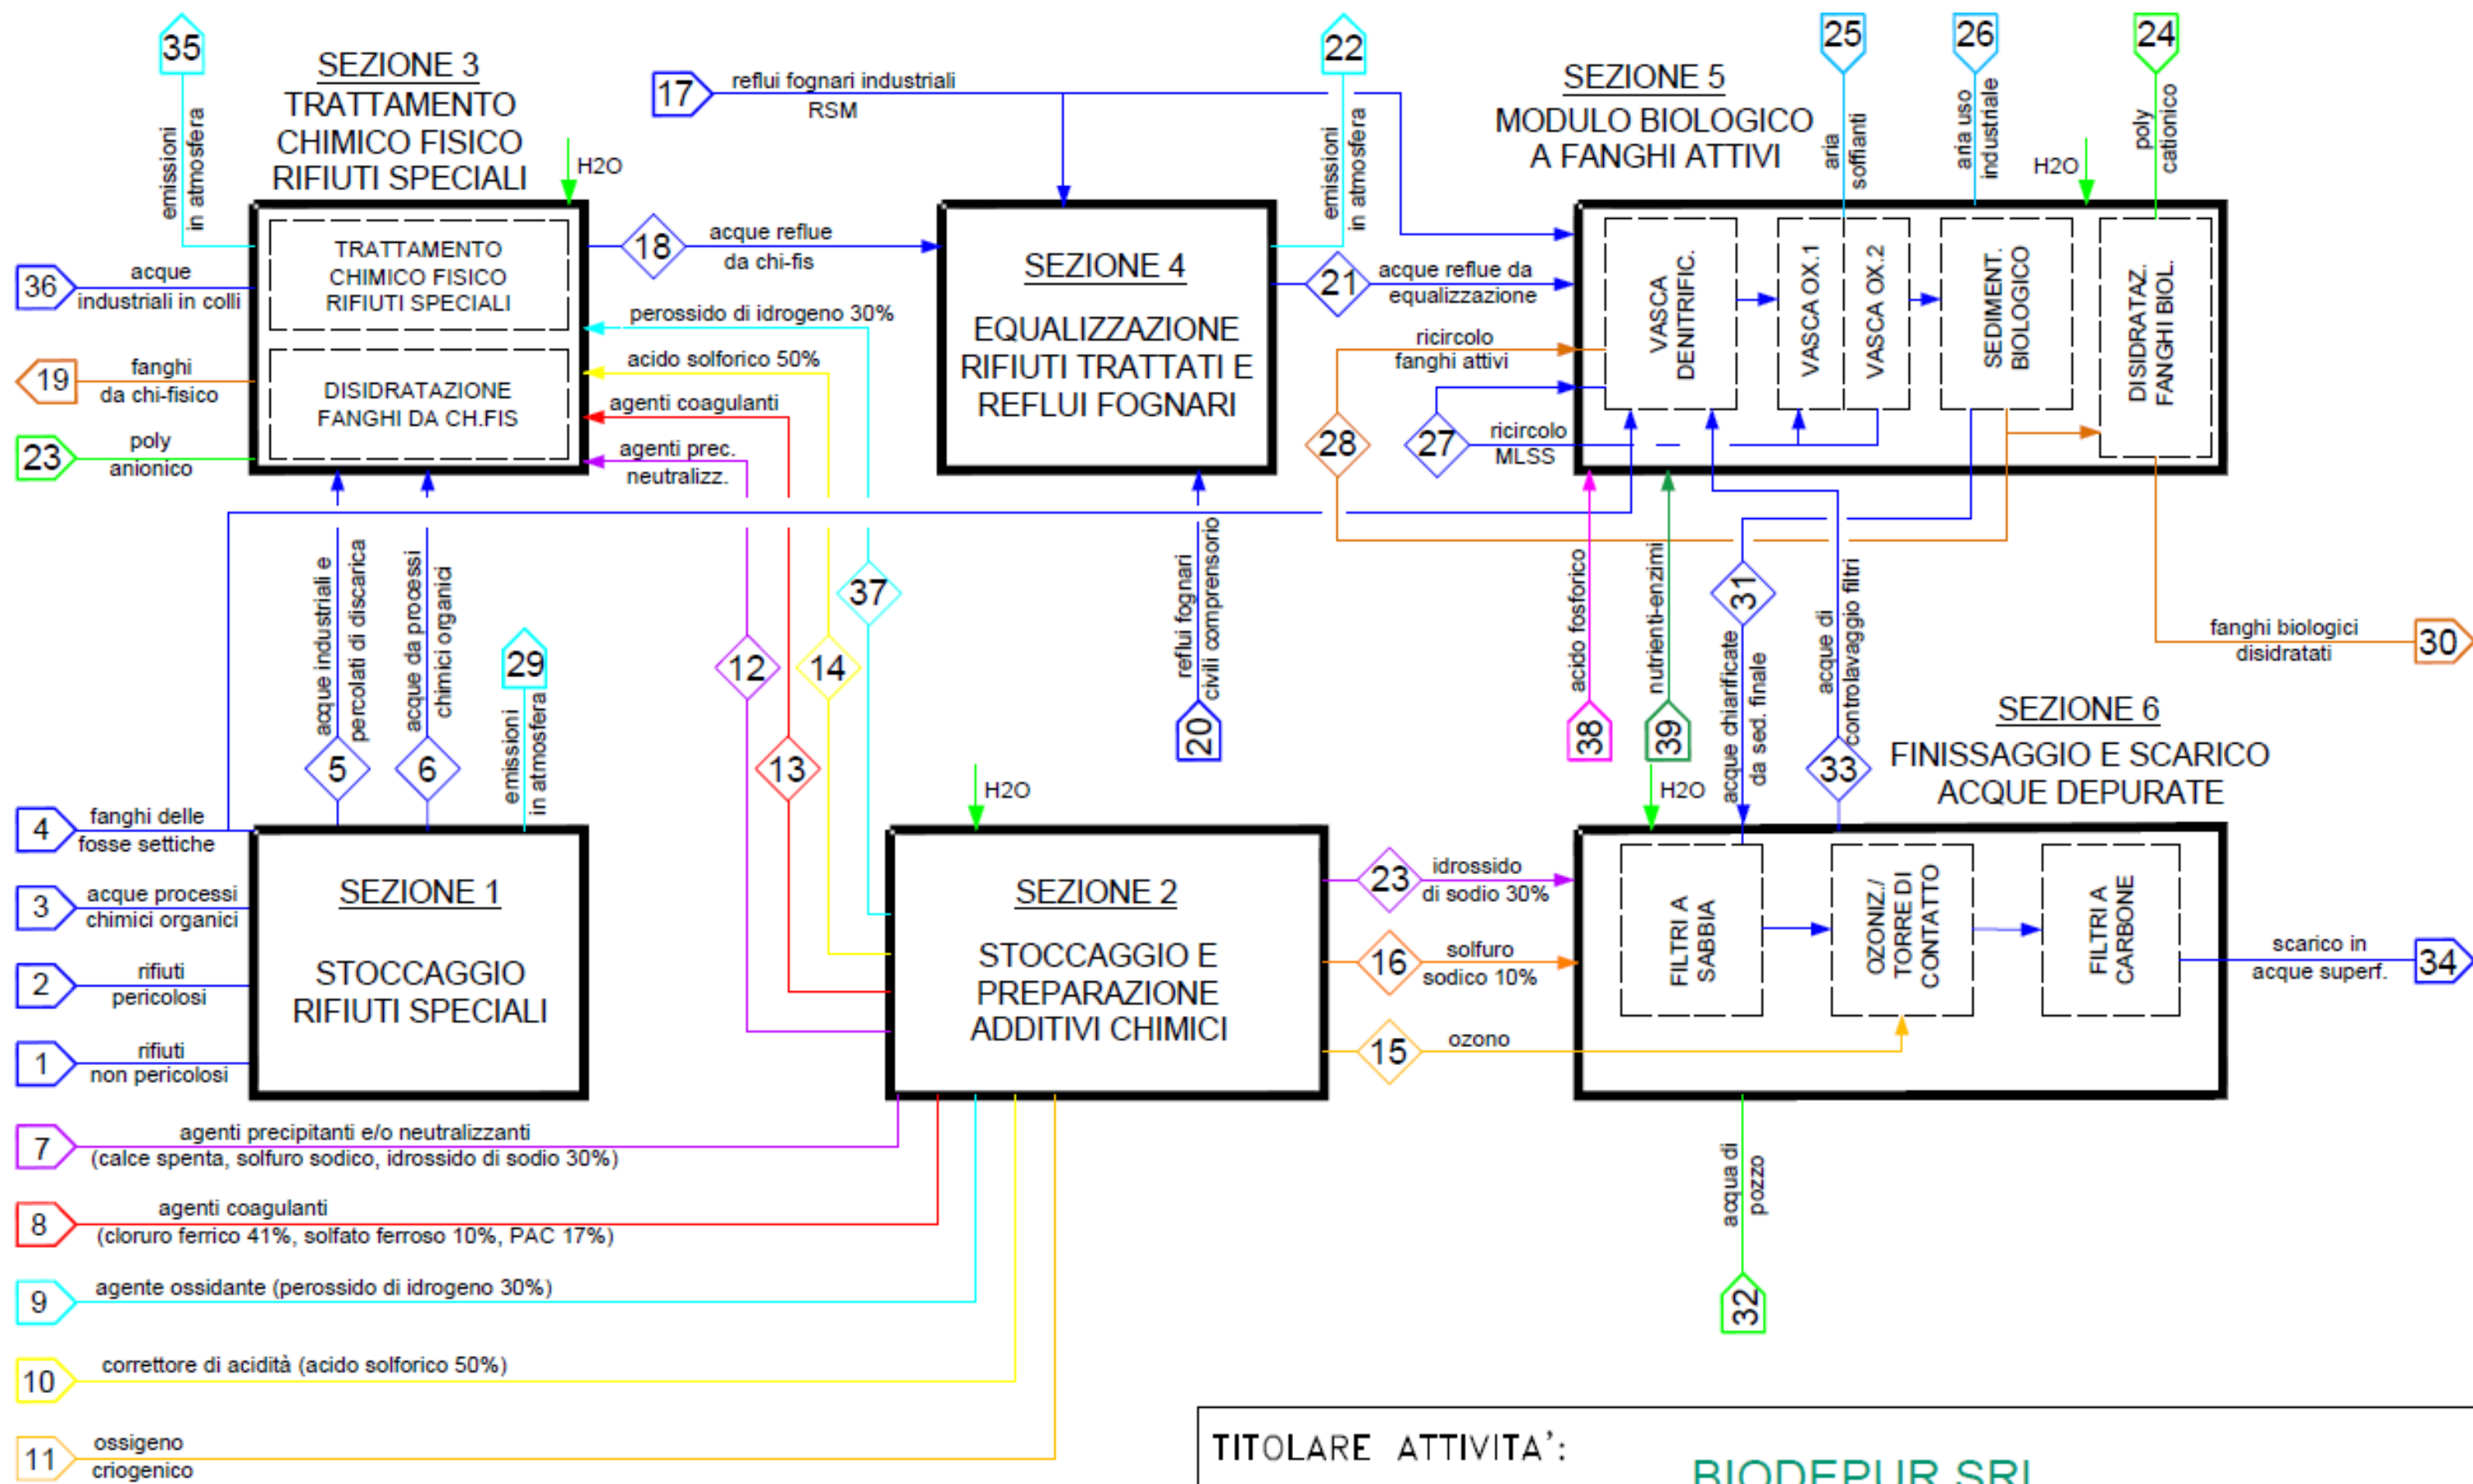 35
emissioni
in atmosfera
SEZIONE 3
TRATTAMENTO
CHIMICO FISICO
RIFIUTI SPECIALI
H2O
TRATTAMENTO
CHIMICO FISICO
RIFIUTI SPECIALI
DISIDRATAZIONE
FANGHI DA CH.FIS
36
acque
industriali in colli
19
fanghi
da chi-fisico
23
poly
anionico
17
reflui fognari industriali
RSM
18
acque reflue
da chi-fis
perossido di idrogeno 30%
acido solforico 50%
agenti coagulanti
agenti prec.
neutralizz.
SEZIONE 4
EQUALIZZAZIONE
RIFIUTI TRATTATI E
REFLUI FOGNARI
22
emissioni
in atmosfera
21
acque reflue da
equalizzazione
ricircolo
fanghi attivi
28
27
ricircolo
MLSS
SEZIONE 5
MODULO BIOLOGICO
A FANGHI ATTIVI
25
aria
soffianti
26
aria uso
industriale
H2O
24
poly
cationico
VASCA
DENITRIFIC.
VASCA OX.1
VASCA OX.2
SEDIMENT.
BIOLOGICO
DISIDRATAZ.
FANGHI BIOL.
acque industriali e
percolati di discarica
5
acque da processi
chimici organici
6
29
emissioni
in atmosfera
12
13
14
37
reflui fognari
civili comprensorio
20
acido fosforico
38
nutrienti-enzimi
39
31
acque chiarificate
da sed. finale
acque di
controlavaggio filtri
33
fanghi biologici
disidratati
30
4
fanghi delle
fosse settiche
3
acque processi
chimici organici
2
rifiuti
pericolosi
1
rifiuti
non pericolosi
SEZIONE 1
STOCCAGGIO
RIFIUTI SPECIALI
H2O
SEZIONE 2
STOCCAGGIO E
PREPARAZIONE
ADDITIVI CHIMICI
23
idrossido
di sodio 30%
16
solfuro
sodico 10%
15
ozono
H2O
SEZIONE 6
FINISSAGGIO E SCARICO
ACQUE DEPURATE
FILTRI A
SABBIA
OZONIZ./
TORRE DI
CONTATTO
FILTRI A
CARBONE
scarico in
acque superf.
34
acqua di
pozzo
32
7
agenti precipitanti e/o neutralizzanti
(calce spenta, solfuro sodico, idrossido di sodio 30%)
8
agenti coagulanti
(cloruro ferrico 41%, solfato ferroso 10%, PAC 17%)
9
agente ossidante (perossido di idrogeno 30%)
10
correttore di acidità (acido solforico 50%)
11
ossigeno
criogenico
TITOLARE ATTIVITA':
BIODEPUR SRL